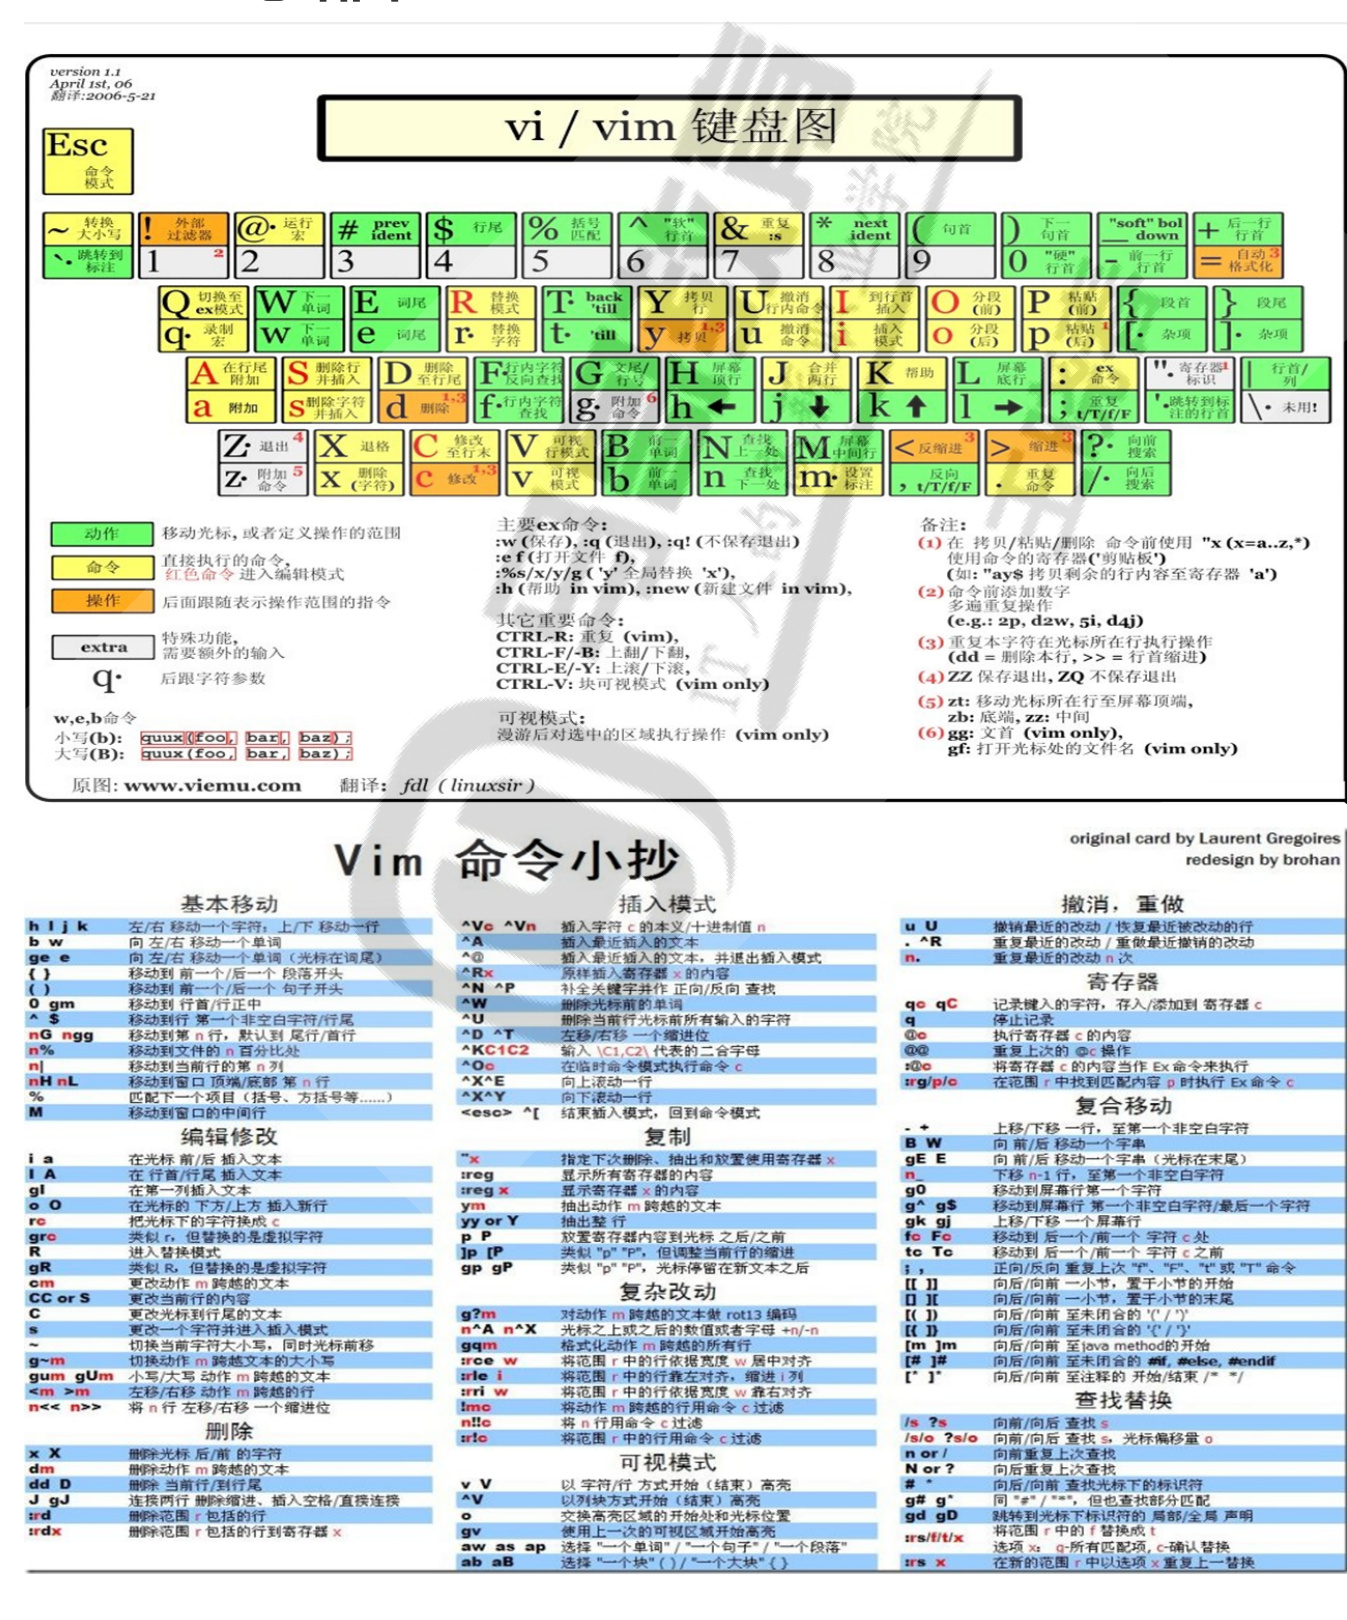 version 1.1
April 1st, 06
翻译:2006-5-21
vi / vim 键盘图
Esc
命令
模式
~ 转换
大小写
! 外部
过滤器
@· 运行
宏
# prev
ident
$ 行尾
% 括号
匹配
^ "软"
行首
& 重复
:s
* next
ident
( 句首
) 下一
句首
"soft" bol
_ down
+ 后一行
行首
`· 跳转到
标注
1 2
2
3
4
5
6
7
8
9
0 "硬"
行首
- 前一行
行首
= 自动 3
格式化
Q 切换至
ex模式
W 下一
单词
E 词尾
R 替换
模式
T· back
'till
Y 拷贝
行
U 撤消
行内命令
I 到行首
插入
O 分段
(前)
P 粘贴
(前)
{ 段首
} 段尾
q· 录制
宏
w 下一
单词
e 词尾
r· 替换
字符
t· 'till
y 拷贝 1,3
u 撤消
命令
i 插入
模式
o 分段
(后)
p 粘贴 1
(后)
[· 杂项
]· 杂项
A 在行尾
附加
S 删除行
并插入
D 删除
至行尾
F· 行内字符
反向查找
G 文尾/
行号
H 屏幕
顶行
J 合并
两行
K 帮助
L 屏幕
底行
: ex
命令
"· 寄存器 1
标识
| 行首/
列
a 附加
s 删除字符
并插入
d 删除 1,3
f· 行内字符
查找
g· 附加 6
命令
h ←
j ↓
k ↑
l →
; 重复
t/T/f/F
'· 跳转到标
注的行首
\· 未用!
Z· 退出 4
X 退格
C 修改
至行末
V 可视
行模式
B 前一
单词
N 查找
上一处
M 屏幕
中间行
< 反缩进 3
> 缩进 3
?· 向前
搜索
z· 附加 5
命令
x 删除
(字符)
c 修改 1,3
v 可视
模式
b 前一
单词
n 查找
下一处
m· 设置
标注
, 反向
t/T/f/F
. 重复
命令
/· 向后
搜索
动作 移动光标, 或者定义操作的范围
命令 直接执行的命令,
红色命令 进入编辑模式
操作 后面跟随表示操作范围的指令
extra 特殊功能,
需要额外的输入
q· 后跟字符参数
w,e,b命令
小写(b): quux(foo, bar, baz);
大写(B): quux(foo, bar, baz);
原图: www.viemu.com 翻译: fdl ( linuxsir )
主要ex命令:
:w (保存), :q (退出), :q! (不保存退出)
:e f (打开文件 f),
:%s/x/y/g ( 'y' 全局替换 'x'),
:h (帮助 in vim), :new (新建文件 in vim),
其它重要命令:
CTRL-R: 重复 (vim),
CTRL-F/-B: 上翻/下翻,
CTRL-E/-Y: 上滚/下滚,
CTRL-V: 块可视模式 (vim only)
可视模式:
漫游后对选中的区域执行操作 (vim only)
备注:
(1) 在 拷贝/粘贴/删除 命令前使用 "x (x=a..z,*)
使用命令的寄存器('剪贴板')
(如: "ay$ 拷贝剩余的行内容至寄存器 'a')
(2) 命令前添加数字
多遍重复操作
(e.g.: 2p, d2w, 5i, d4j)
(3) 重复本字符在光标所在行执行操作
(dd = 删除本行, >> = 行首缩进)
(4) ZZ 保存退出, ZQ 不保存退出
(5) zt: 移动光标所在行至屏幕顶端,
zb: 底端, zz: 中间
(6) gg: 文首 (vim only),
gf: 打开光标处的文件名 (vim only)
Vim 命令小抄
original card by Laurent Gregoires
redesign by brohan
基本移动
h l j k 左/右 移动一个字符; 上/下 移动一行
b w 向 左/右 移动一个单词
ge e 向 左/右 移动一个单词（光标在词尾）
{ } 移动到 前一个/后一个 段落开头
( ) 移动到 前一个/后一个 句子开头
0 gm 移动到 行首/行正中
^ $ 移动到行 第一个非空白字符/行尾
nG ngg 移动到第 n 行，默认到 尾行/首行
n% 移动到文件的 n 百分比处
n| 移动到当前行的第 n 列
nH nL 移动到窗口 顶端/底部 第 n 行
% 匹配下一个项目（括号、方括号等……）
M 移动到窗口的中间行
编辑修改
i a 在光标 前/后 插入文本
I A 在 行首/行尾 插入文本
gI 在第一列插入文本
o O 在光标的 下方/上方 插入新行
rc 把光标下的字符换成 c
grc 类似 r，但替换的是虚拟字符
R 进入替换模式
gR 类似 R，但替换的是虚拟字符
cm 更改动作 m 跨越的文本
CC or S 更改当前行的内容
C 更改光标到行尾的文本
s 更改一个字符并进入插入模式
~ 切换当前字符大小写，同时光标前移
g~m 切换动作 m 跨越文本的大小写
gum gUm 小写/大写 动作 m 跨越的文本
<m >m 左移/右移 动作 m 跨越的行
n<< n>> 将 n 行 左移/右移 一个缩进位
删除
x X 删除光标 后/前 的字符
dm 删除动作 m 跨越的文本
dd D 删除 当前行/到行尾
J gJ 连接两行 删除缩进、插入空格/直接连接
:rd 删除范围 r 包括的行
:rdx 删除范围 r 包括的行到寄存器 x
插入模式
^Vc ^Vn 插入字符 c 的本义/十进制值 n
^A 插入最近插入的文本
^@ 插入最近插入的文本，并退出插入模式
^Rx 原样插入寄存器 x 的内容
^N ^P 补全关键字并作 正向/反向 查找
^W 删除光标前的单词
^U 删除当前行光标前所有输入的字符
^D ^T 左移/右移 一个缩进位
^KC1C2 输入 \C1,C2\ 代表的二合字母
^Oc 在临时命令模式执行命令 c
^X^E 向上滚动一行
^X^Y 向下滚动一行
<esc> ^[ 结束插入模式，回到命令模式
复制
"x 指定下次删除、抽出和放置使用寄存器 x
:reg 显示所有寄存器的内容
:reg x 显示寄存器 x 的内容
ym 抽出动作 m 跨越的文本
yy or Y 抽出整 行
p P 放置寄存器内容到光标 之后/之前
]p [P 类似 "p" "P"，但调整当前行的缩进
gp gP 类似 "p" "P"，光标停留在新文本之后
复杂改动
g?m 对动作 m 跨越的文本做 rot13 编码
n^A n^X 光标之上或之后的数值或者字母 +n/-n
gqm 格式化动作 m 跨越的所有行
:rce w 将范围 r 中的行依据宽度 w 居中对齐
:rle i 将范围 r 中的行靠左对齐，缩进 i 列
:rri w 将范围 r 中的行依据宽度 w 靠右对齐
!mc 将动作 m 跨越的行用命令 c 过滤
n!!c 将 n 行用命令 c 过滤
:r!c 将范围 r 中的行用命令 c 过滤
可视模式
v V 以 字符/行 方式开始（结束）高亮
^V 以列块方式开始（结束）高亮
o 交换高亮区域的开始处和光标位置
gv 使用上一次的可视区域开始高亮
aw as ap 选择 "一个单词" / "一个句子" / "一个段落"
ab aB 选择 "一个块" ( ) / "一个大块" { }
撤消，重做
u U 撤销最近的改动 / 恢复最近被改动的行
. ^R 重复最近的改动 / 重做最近撤销的改动
n. 重复最近的改动 n 次
寄存器
qc qC 记录键入的字符，存入/添加到 寄存器 c
q 停止记录
@c 执行寄存器 c 的内容
@@ 重复上次的 @c 操作
:@c 将寄存器 c 的内容当作 Ex 命令来执行
:rg/p/c 在范围 r 中找到匹配内容 p 时执行 Ex 命令 c
复合移动
- + 上移/下移 一行，至第一个非空白字符
B W 向 前/后 移动一个字串
gE E 向 前/后 移动一个字串（光标在末尾）
n_ 下移 n-1 行，至第一个非空白字符
g0 移动到屏幕行第一个字符
g^ g$ 移动到屏幕行 第一个非空白字符/最后一个字符
gk gj 上移/下移 一个屏幕行
fc Fc 移动到 后一个/前一个 字符 c 处
tc Tc 移动到 后一个/前一个 字符 c 之前
; , 正向/反向 重复上次 "f"、"F"、"t" 或 "T" 命令
[[ ]] 向后/向前 一小节，置于小节的开始
[] ][ 向后/向前 一小节，置于小节的末尾
[( ]) 向后/向前 至未闭合的 '(' / ')'
[{ ]} 向后/向前 至未闭合的 '{' / '}'
[m ]m 向后/向前 至java method的开始
[# ]# 向后/向前 至未闭合的 #if, #else, #endif
[* ]* 向后/向前 至注释的 开始/结束 /* */
查找替换
/s ?s 向前/向后 查找 s
/s/o ?s/o 向前/向后 查找 s，光标偏移量 o
n or / 向前重复上次查找
N or ? 向后重复上次查找
# * 向后/向前 查找光标下的标识符
g# g* 同 "#" / "*"，但也查找部分匹配
gd gD 跳转到光标下标识符的 局部/全局 声明
:rs/f/t/x 将范围 r 中的 f 替换成 t
选项 x： g-所有匹配项, c-确认替换
:rs x 在新的范围 r 中以选项 x 重复上一替换
IT人的